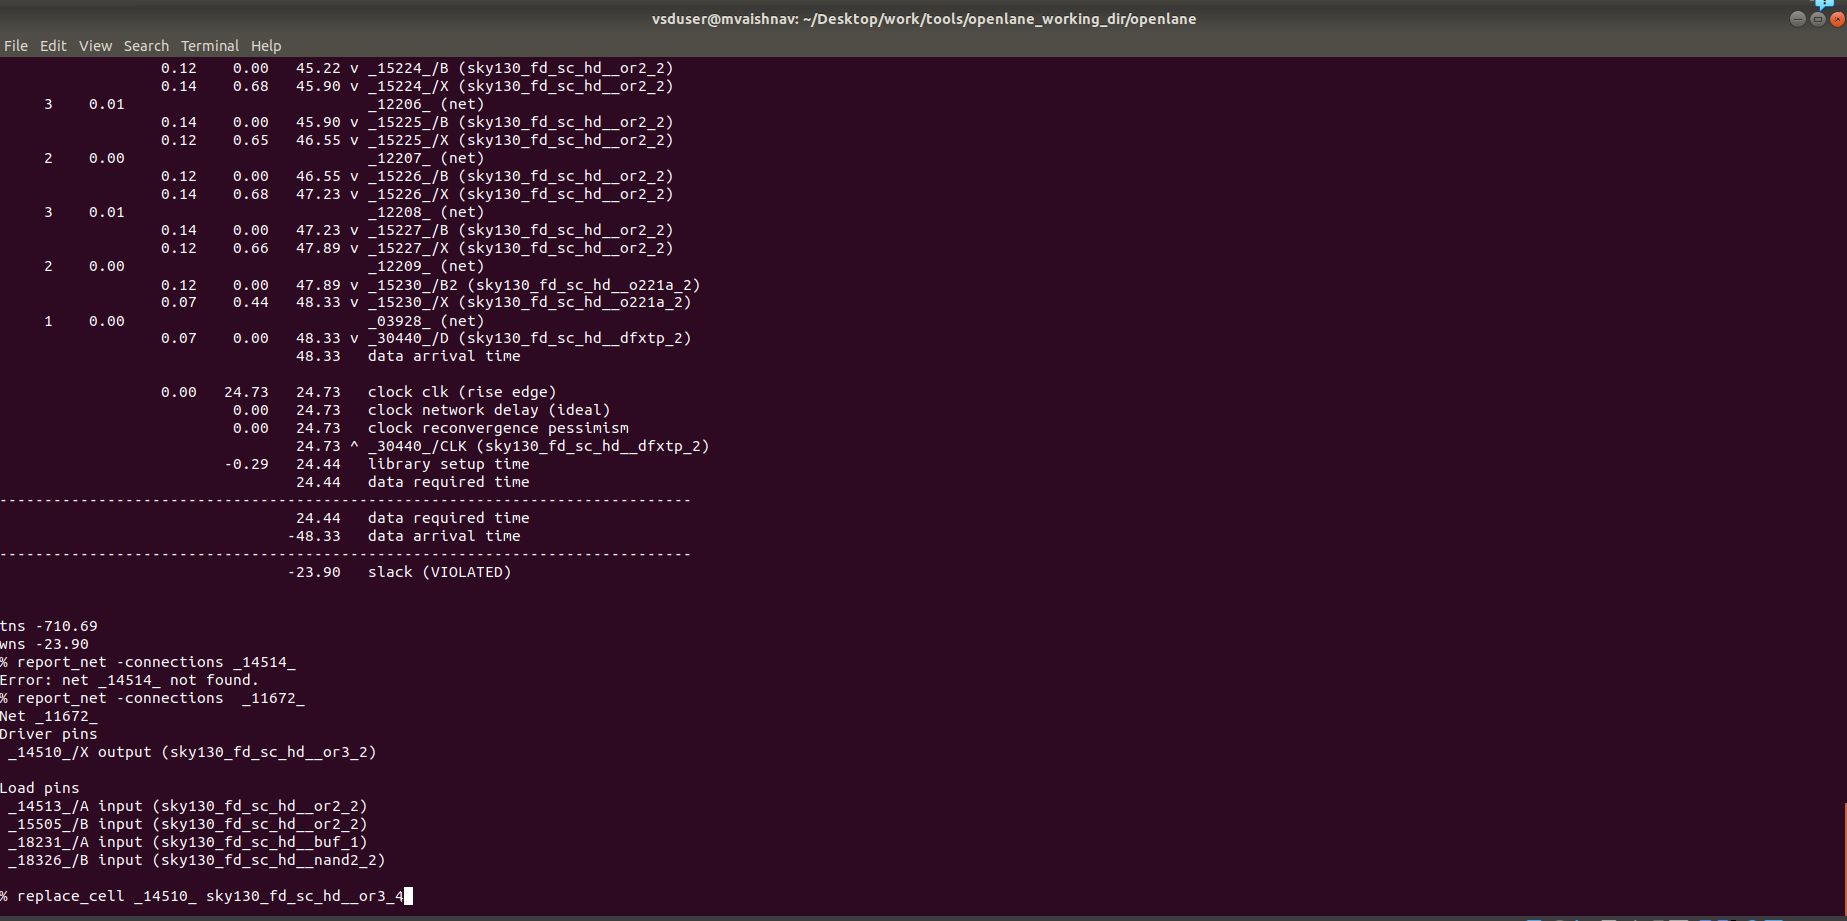 vsduser@mvaishnav: ~/Desktop/work/tools/openlane_working_dir/openlane
File Edit View Search Terminal Help
0.12 0.00 45.22 v _15224_/B (sky130_fd_sc_hd__or2_2)
0.14 0.68 45.90 v _15224_/X (sky130_fd_sc_hd__or2_2)
3 0.01 _12206_ (net)
0.14 0.00 45.90 v _15225_/B (sky130_fd_sc_hd__or2_2)
0.12 0.65 46.55 v _15225_/X (sky130_fd_sc_hd__or2_2)
2 0.00 _12207_ (net)
0.12 0.00 46.55 v _15226_/B (sky130_fd_sc_hd__or2_2)
0.14 0.68 47.23 v _15226_/X (sky130_fd_sc_hd__or2_2)
3 0.01 _12208_ (net)
0.14 0.00 47.23 v _15227_/B (sky130_fd_sc_hd__or2_2)
0.12 0.66 47.89 v _15227_/X (sky130_fd_sc_hd__or2_2)
2 0.00 _12209_ (net)
0.12 0.00 47.89 v _15230_/B2 (sky130_fd_sc_hd__o221a_2)
0.07 0.44 48.33 v _15230_/X (sky130_fd_sc_hd__o221a_2)
1 0.00 _03928_ (net)
0.07 0.00 48.33 v _30440_/D (sky130_fd_sc_hd__dfxtp_2)
48.33 data arrival time
0.00 24.73 24.73 clock clk (rise edge)
0.00 24.73 clock network delay (ideal)
0.00 24.73 clock reconvergence pessimism
24.73 ^ _30440_/CLK (sky130_fd_sc_hd__dfxtp_2)
-0.29 24.44 library setup time
24.44 data required time
-----------------------------------------------------------------------------
24.44 data required time
-48.33 data arrival time
-----------------------------------------------------------------------------
-23.90 slack (VIOLATED)
tns -710.69
wns -23.90
% report_net -connections _14514_
Error: net _14514_ not found.
% report_net -connections  _11672_
Net _11672_
Driver pins
_14510_/X output (sky130_fd_sc_hd__or3_2)
Load pins
_14513_/A input (sky130_fd_sc_hd__or2_2)
_15505_/B input (sky130_fd_sc_hd__or2_2)
_18231_/A input (sky130_fd_sc_hd__buf_1)
_18326_/B input (sky130_fd_sc_hd__nand2_2)
% replace_cell _14510_ sky130_fd_sc_hd__or3_4